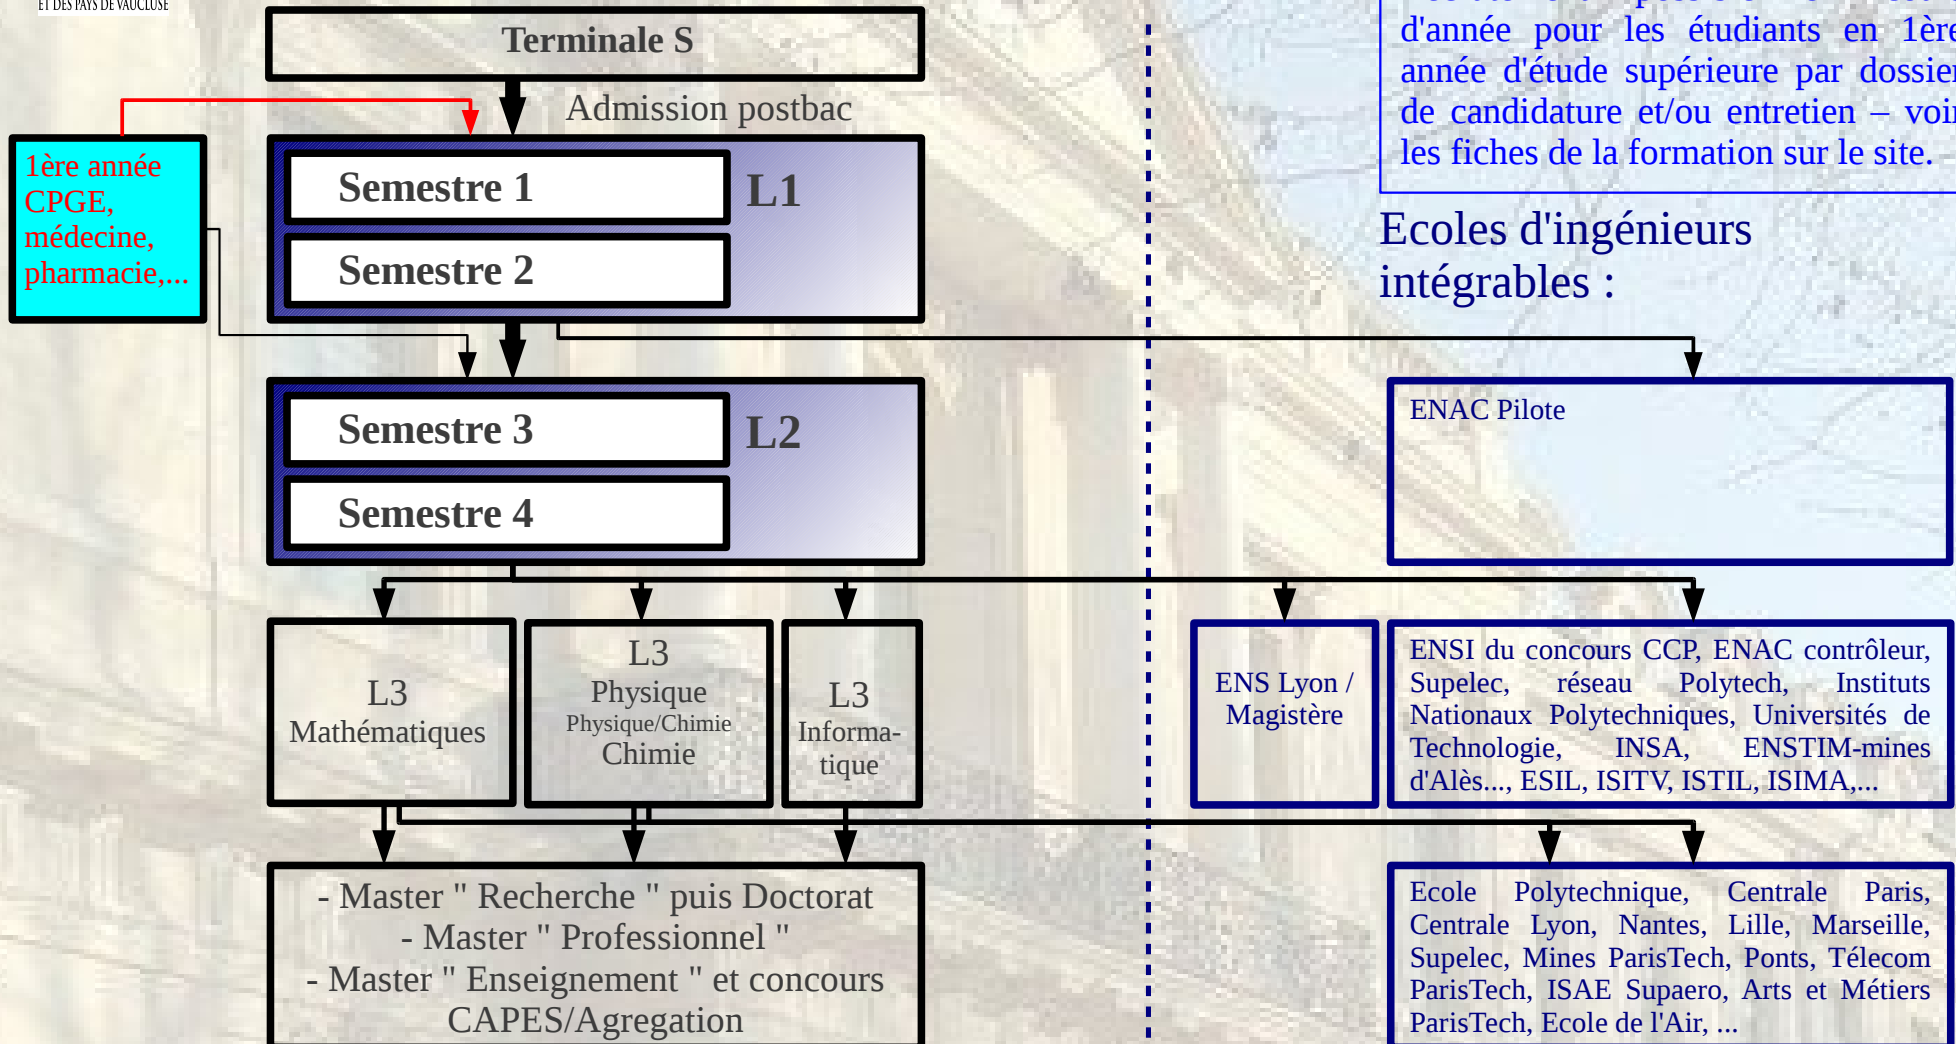 ET DES PAYS DE VAUCLUSE
Terminale S
Admission postbac
1ère année
CPGE,
médecine,
pharmacie,...
Semestre 1
L1
Semestre 2
Semestre 3
L2
Semestre 4
L3
Mathématiques
L3
Physique
Physique/Chimie
Chimie
L3
Informa-
tique
- Master " Recherche " puis Doctorat
- Master " Professionnel "
- Master " Enseignement " et concours
CAPES/Agregation
d'année pour les étudiants en 1ère
année d'étude supérieure par dossier
de candidature et/ou entretien – voir
les fiches de la formation sur le site.
Ecoles d'ingénieurs
intégrables :
ENAC Pilote
ENS Lyon /
Magistère
ENSI du concours CCP, ENAC contrôleur,
Supelec, réseau Polytech, Instituts
Nationaux Polytechniques, Universités de
Technologie, INSA, ENSTIM-mines
d'Alès..., ESIL, ISITV, ISTIL, ISIMA,...
Ecole Polytechnique, Centrale Paris,
Centrale Lyon, Nantes, Lille, Marseille,
Supelec, Mines ParisTech, Ponts, Télecom
ParisTech, ISAE Supaero, Arts et Métiers
ParisTech, Ecole de l'Air, ...